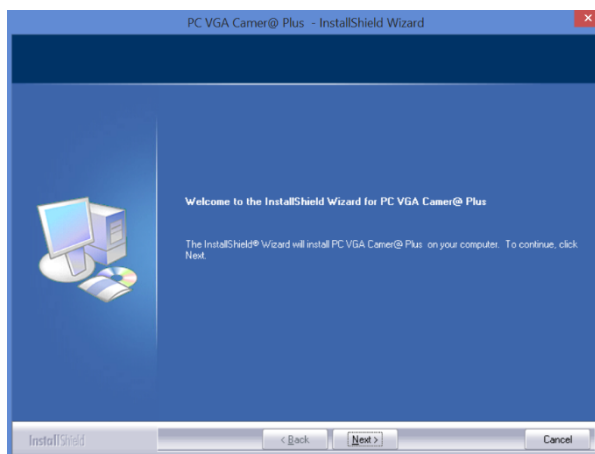 PC VGA Camer@ Plus - InstallShield Wizard
Welcome to the InstallShield Wizard for PC VGA Camer@ Plus
The InstallShield® Wizard will install PC VGA Camer@ Plus on your computer. To continue, click
Next.
InstallShield
< Back
Next >
Cancel